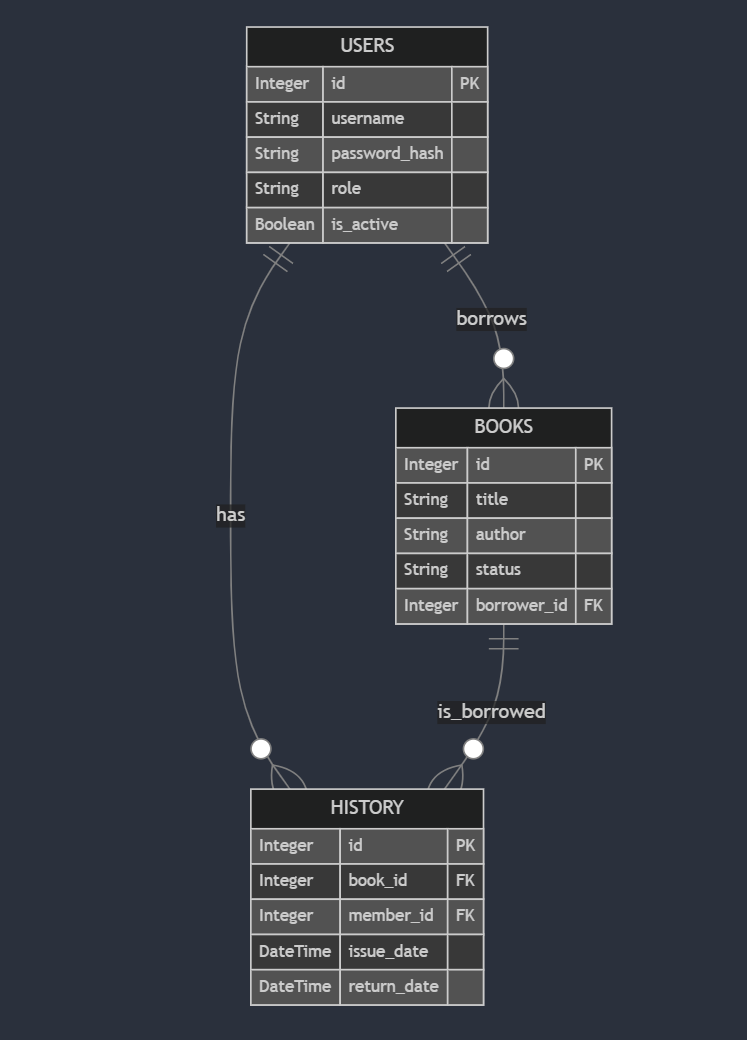 USERS
Integer id PK
String username
String password_hash
String role
Boolean is_active
borrows
BOOKS
Integer id PK
String title
String author
String status
Integer borrower_id FK
has
is_borrowed
HISTORY
Integer id PK
Integer book_id FK
Integer member_id FK
DateTime issue_date
DateTime return_date